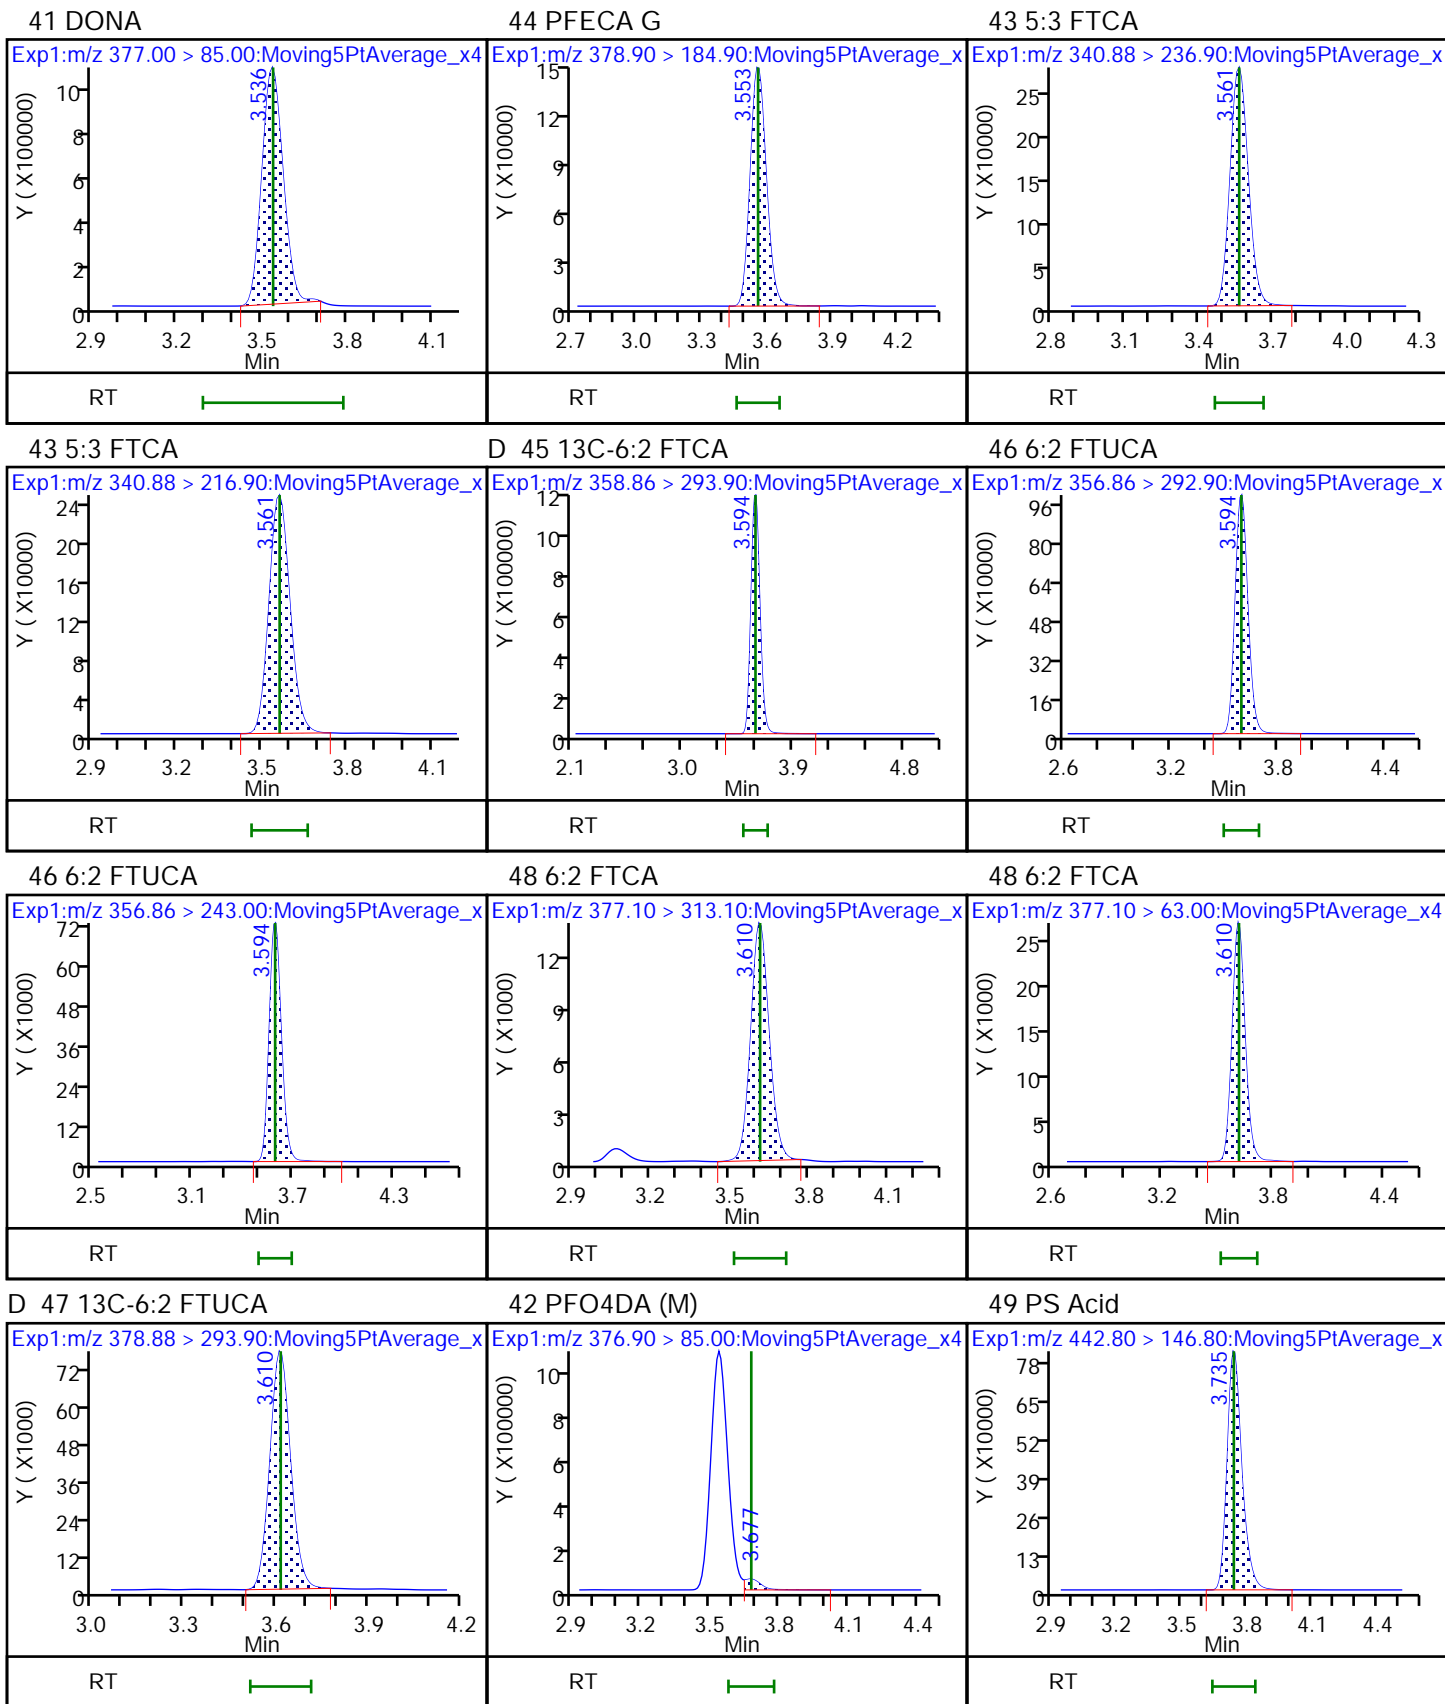 41 DONA
Exp1:m/z 377.00 > 85.00:Moving5PtAverage_x4
Y ( X100000)
10
8
6
4
2
0
3.536
2.9 3.2 3.5 3.8 4.1
Min
RT
44 PFECA G
Exp1:m/z 378.90 > 184.90:Moving5PtAverage_x
Y ( X10000)
15
12
9
6
3
0
3.553
2.7 3.0 3.3 3.6 3.9 4.2
Min
RT
43 5:3 FTCA
Exp1:m/z 340.88 > 236.90:Moving5PtAverage_x
Y ( X10000)
25
20
15
10
5
0
3.561
2.8 3.1 3.4 3.7 4.0 4.3
Min
RT
43 5:3 FTCA
Exp1:m/z 340.88 > 216.90:Moving5PtAverage_x
Y ( X10000)
24
20
16
12
8
4
0
3.561
2.9 3.2 3.5 3.8 4.1
Min
RT
D 45 13C-6:2 FTCA
Exp1:m/z 358.86 > 293.90:Moving5PtAverage_x
Y ( X100000)
12
10
8
6
4
2
0
3.594
2.1 3.0 3.9 4.8
Min
RT
46 6:2 FTUCA
Exp1:m/z 356.86 > 292.90:Moving5PtAverage_x
Y ( X10000)
96
80
64
48
32
16
0
3.594
2.6 3.2 3.8 4.4
Min
RT
46 6:2 FTUCA
Exp1:m/z 356.86 > 243.00:Moving5PtAverage_x
Y ( X1000)
72
60
48
36
24
12
0
3.594
2.5 3.1 3.7 4.3
Min
RT
48 6:2 FTCA
Exp1:m/z 377.10 > 313.10:Moving5PtAverage_x
Y ( X1000)
12
9
6
3
0
3.610
2.9 3.2 3.5 3.8 4.1
Min
RT
48 6:2 FTCA
Exp1:m/z 377.10 > 63.00:Moving5PtAverage_x4
Y ( X1000)
25
20
15
10
5
0
3.610
2.6 3.2 3.8 4.4
Min
RT
D 47 13C-6:2 FTUCA
Exp1:m/z 378.88 > 293.90:Moving5PtAverage_x
Y ( X1000)
72
60
48
36
24
12
0
3.610
3.0 3.3 3.6 3.9 4.2
Min
RT
42 PFO4DA (M)
Exp1:m/z 376.90 > 85.00:Moving5PtAverage_x4
Y ( X100000)
10
8
6
4
2
0
3.677
2.9 3.2 3.5 3.8 4.1 4.4
Min
RT
49 PS Acid
Exp1:m/z 442.80 > 146.80:Moving5PtAverage_x
Y ( X10000)
78
65
52
39
26
13
0
3.735
2.9 3.2 3.5 3.8 4.1 4.4
Min
RT